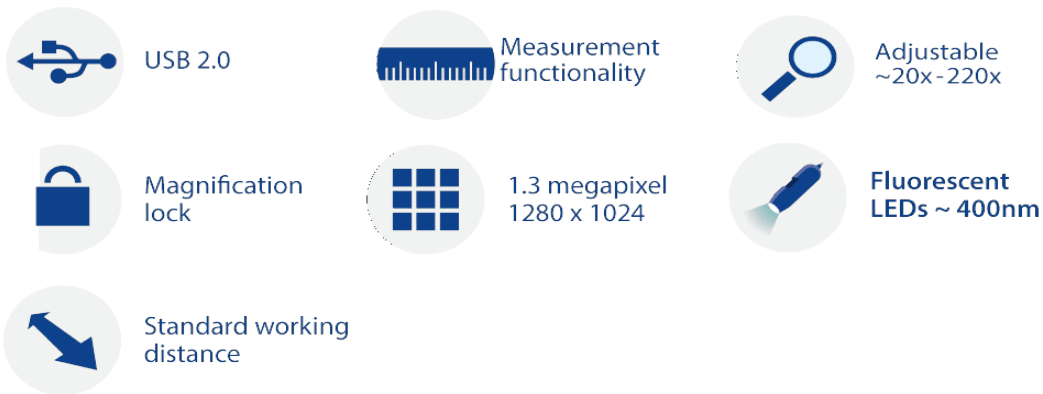 USB 2.0
Measurement
functionality
Adjustable
~20x-220x
Magnification
lock
1.3 megapixel
1280 x 1024
Fluorescent
LEDs ~ 400nm
Standard working
distance